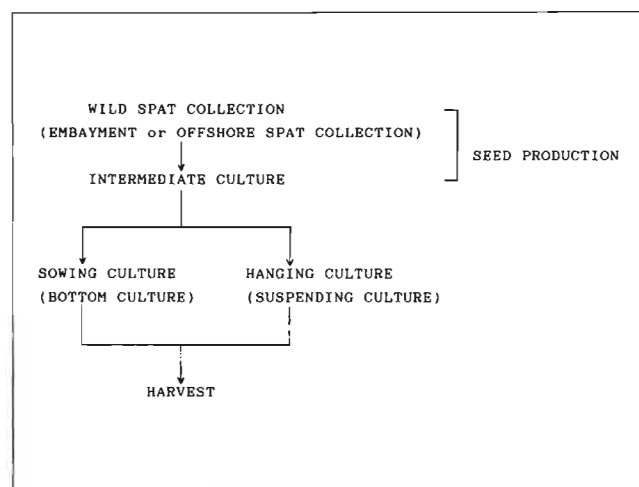 WILD SPAT COLLECTION
(EMBAYMENT or OFFSHORE SPAT COLLECTION)
SEED PRODUCTION
INTERMEDIATE CULTURE
SOWING CULTURE
(BOTTOM CULTURE)
HANGING CULTURE
(SUSPENDING CULTURE)
HARVEST